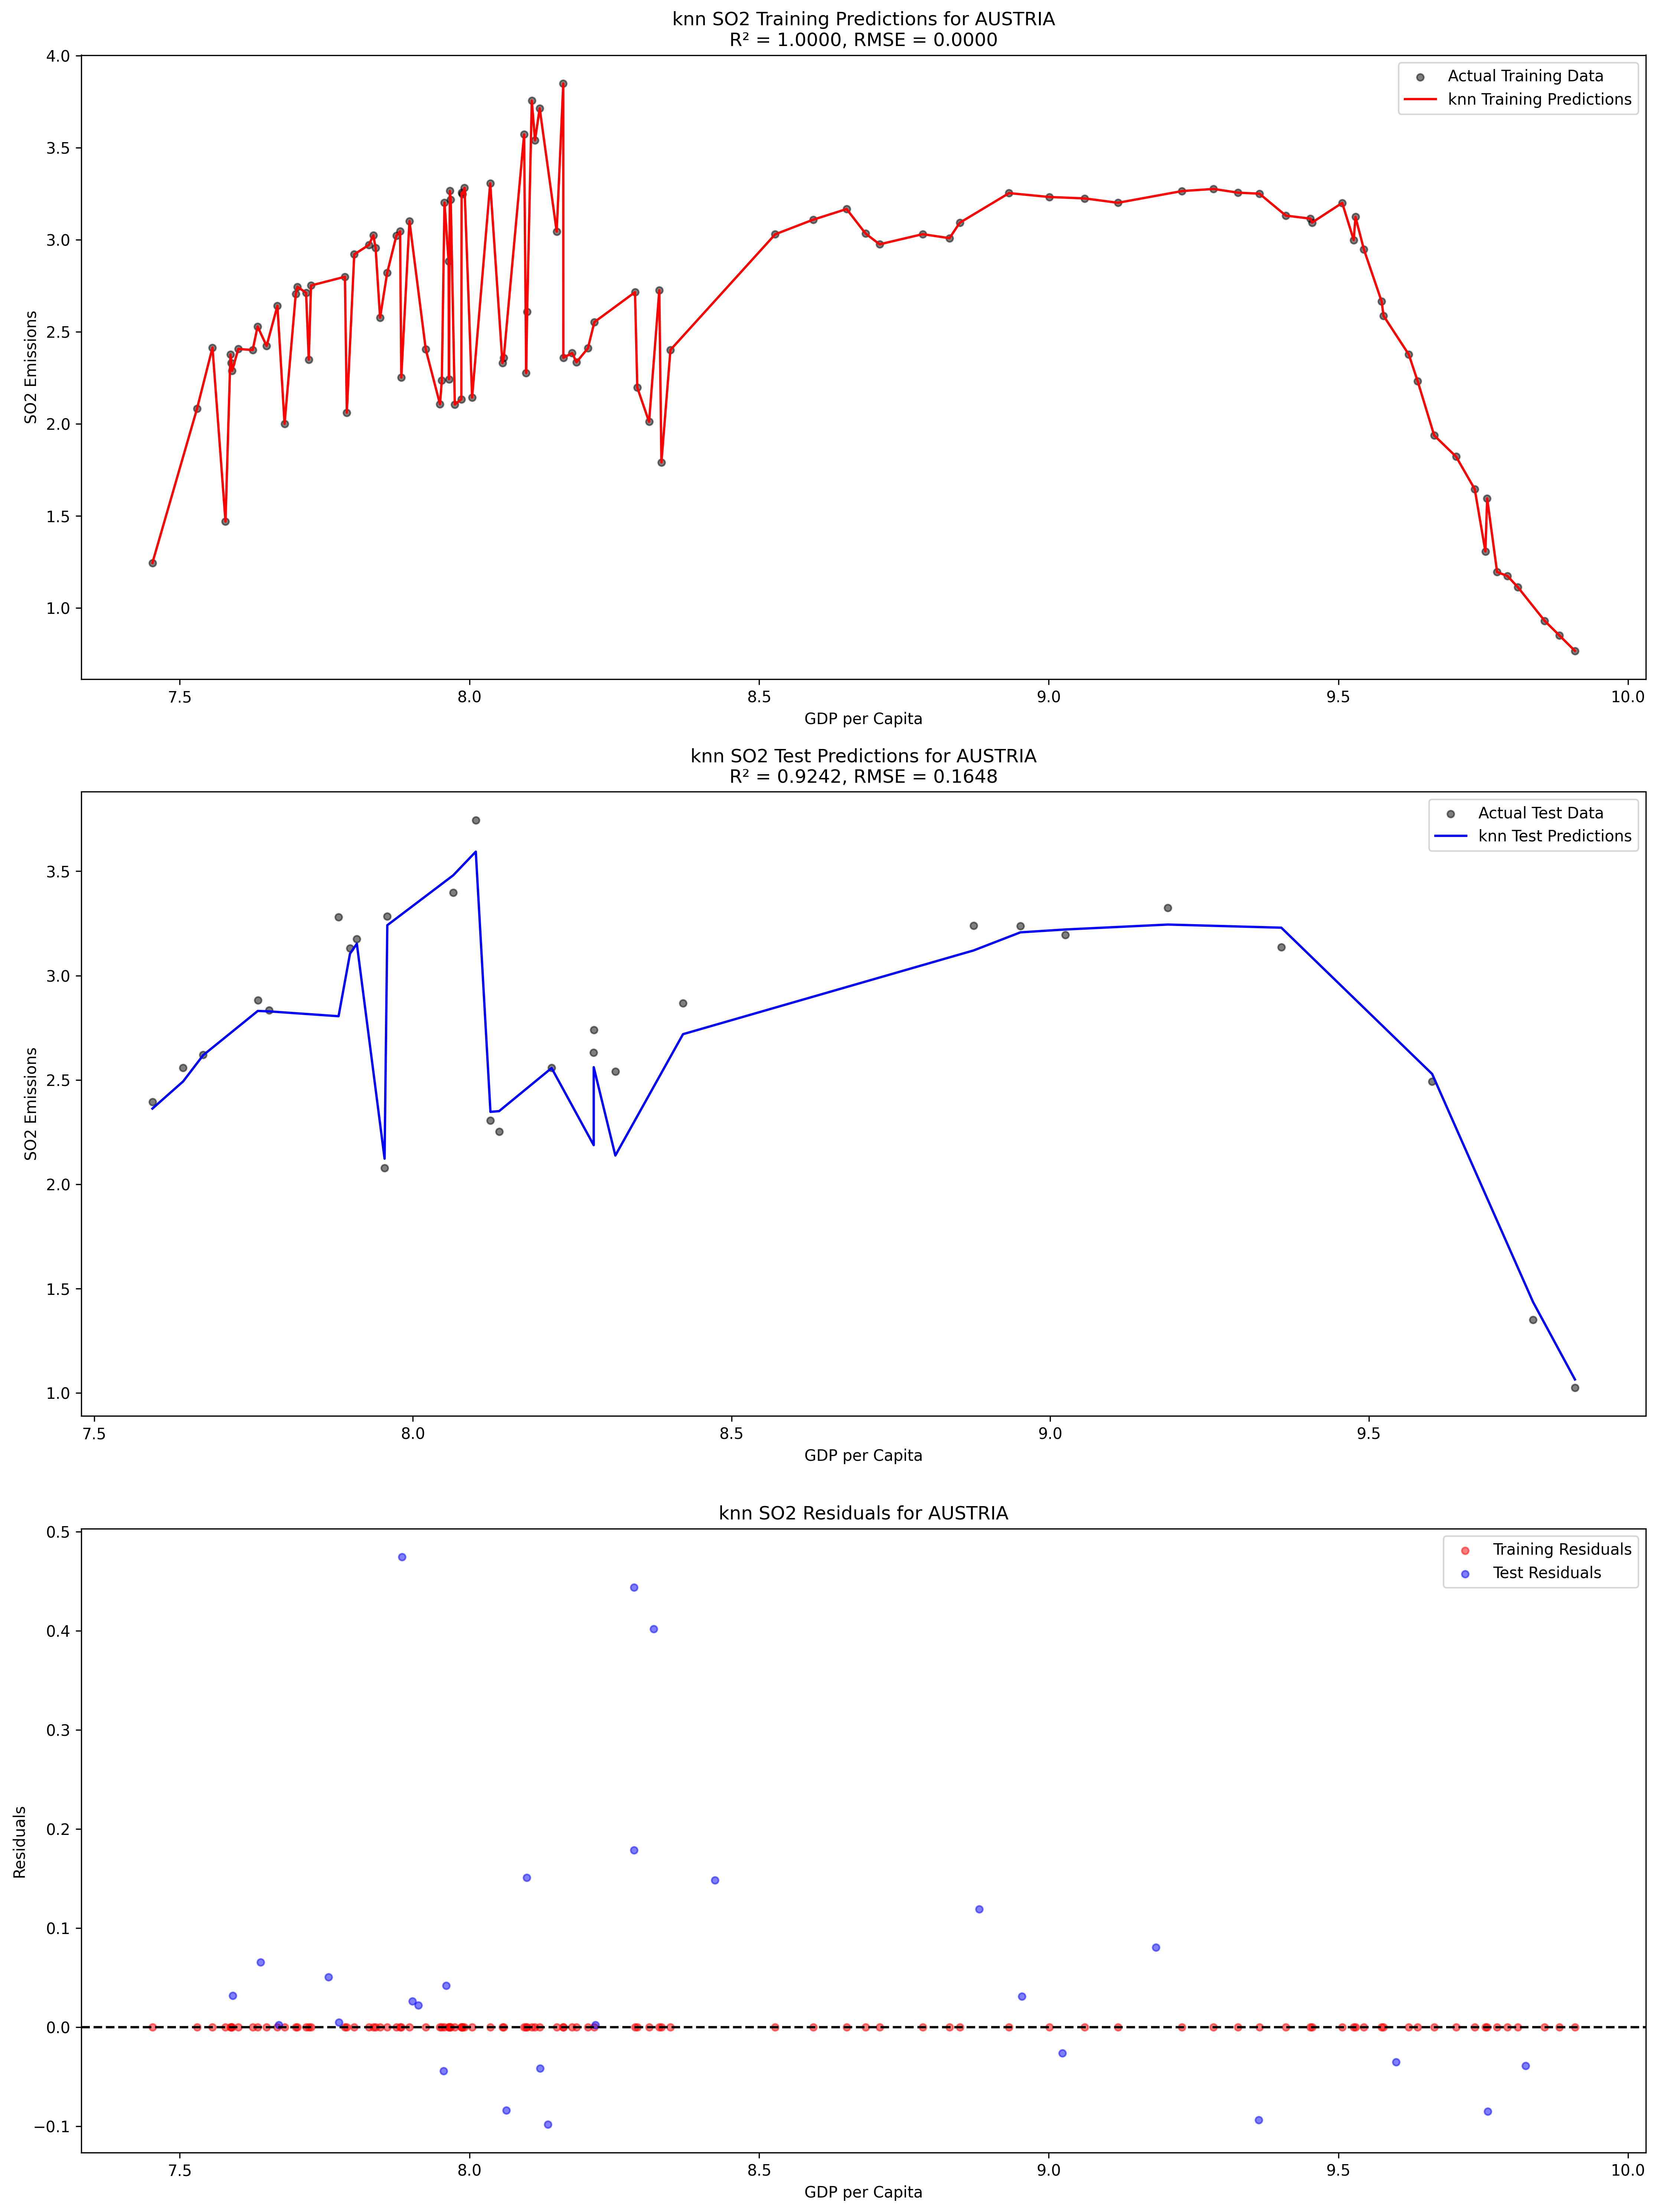 knn SO2 Training Predictions for AUSTRIA
R² = 1.0000, RMSE = 0.0000
Actual Training Data
knn Training Predictions
SO2 Emissions
4.0
3.5
3.0
2.5
2.0
1.5
1.0
7.5
8.0
8.5
9.0
9.5
10.0
GDP per Capita
knn SO2 Test Predictions for AUSTRIA
R² = 0.9242, RMSE = 0.1648
Actual Test Data
knn Test Predictions
SO2 Emissions
3.5
3.0
2.5
2.0
1.5
1.0
7.5
8.0
8.5
9.0
9.5
GDP per Capita
knn SO2 Residuals for AUSTRIA
Training Residuals
Test Residuals
Residuals
0.5
0.4
0.3
0.2
0.1
0.0
−0.1
7.5
8.0
8.5
9.0
9.5
10.0
GDP per Capita